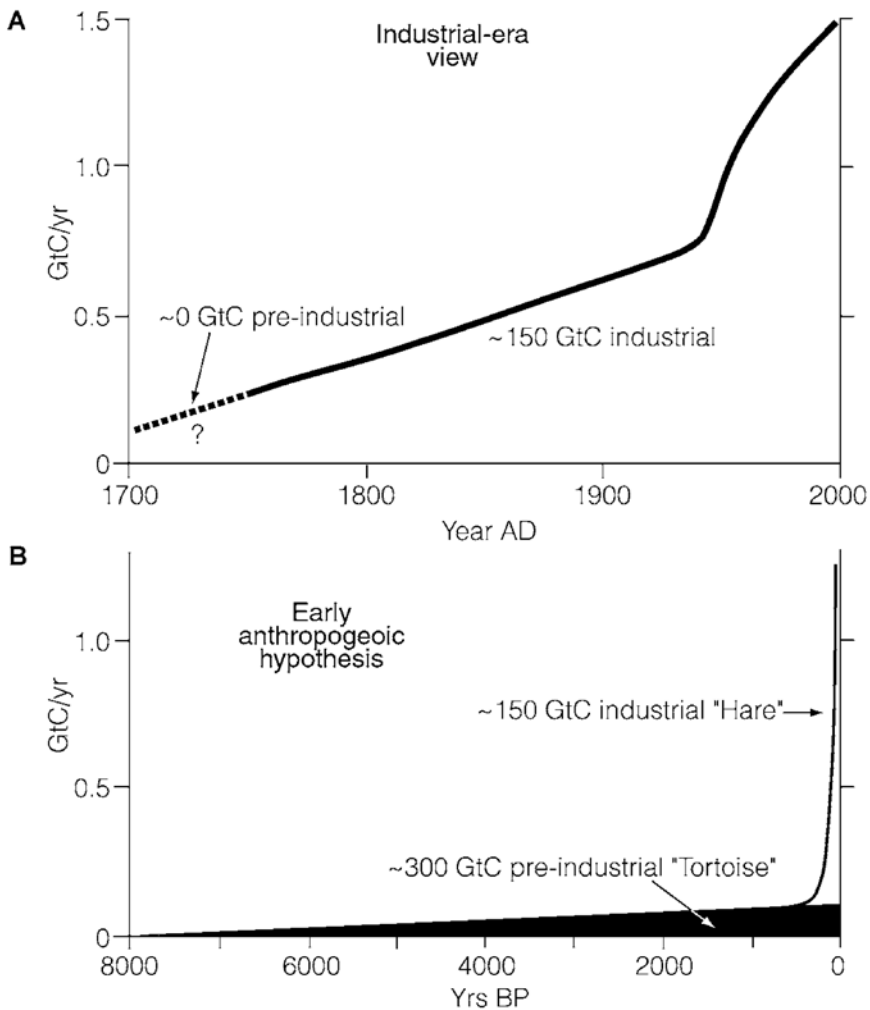 A
Industrial-era
view
GtC/yr
1.5
1.0
0.5
0
~0 GtC pre-industrial
?
~150 GtC industrial
1700
1800
1900
2000
Year AD
B
Early
anthropogeoic
hypothesis
GtC/yr
1.0
0.5
0
~150 GtC industrial "Hare"
~300 GtC pre-industrial "Tortoise"
8000
6000
4000
2000
0
Yrs BP